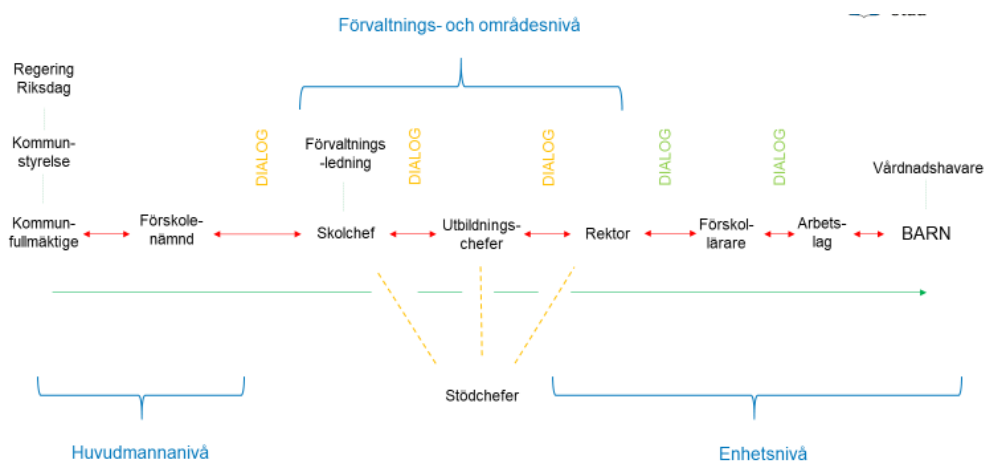 Förvaltnings- och områdesnivå
Regering
Riksdag
Kommun-
styrelse
DIALOG
Förvaltnings
-ledning
DIALOG
DIALOG
DIALOG
DIALOG
Vårdnadshavare
Kommun-
fullmäktige
Förskole-
nämnd
Skolchef
Utbildnings-
chefer
Rektor
Förskol-
lärare
Arbets-
lag
BARN
Stödchefer
Huvudmannanivå
Enhetsnivå